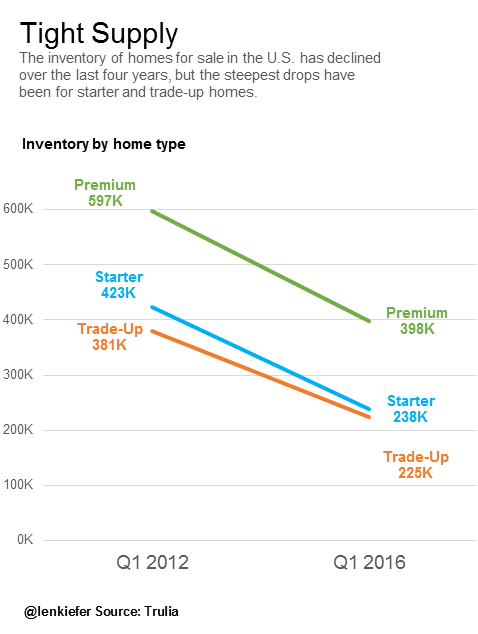 Tight Supply
The inventory of homes for sale in the U.S. has declined
over the last four years, but the steepest drops have
been for starter and trade-up homes.
Inventory by home type
Premium
597K
600K
500K
Starter
423K
400K
Trade-Up
381K
Premium
398K
300K
Starter
238K
200K
Trade-Up
225K
100K
0K
Q1 2012
Q1 2016
@lenkiefer Source: Trulia